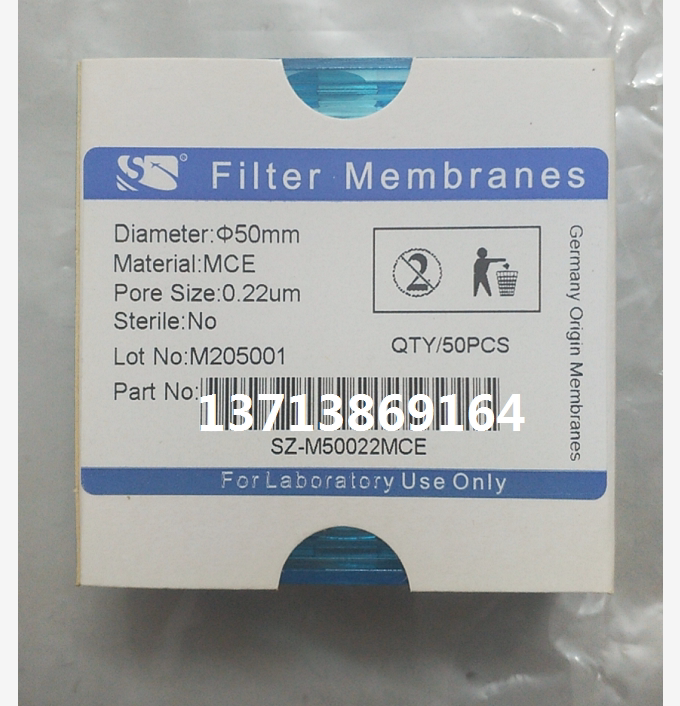 Filter Membranes
Diameter:Φ50mm
Material:MCE
Pore Size:0.22um
Sterile:No
Lot No:M205001
Part No:
13713869164
SZ-M50022MCE
2
QTY/50PCS
Germany Origin Membranes
For Laboratory Use Only